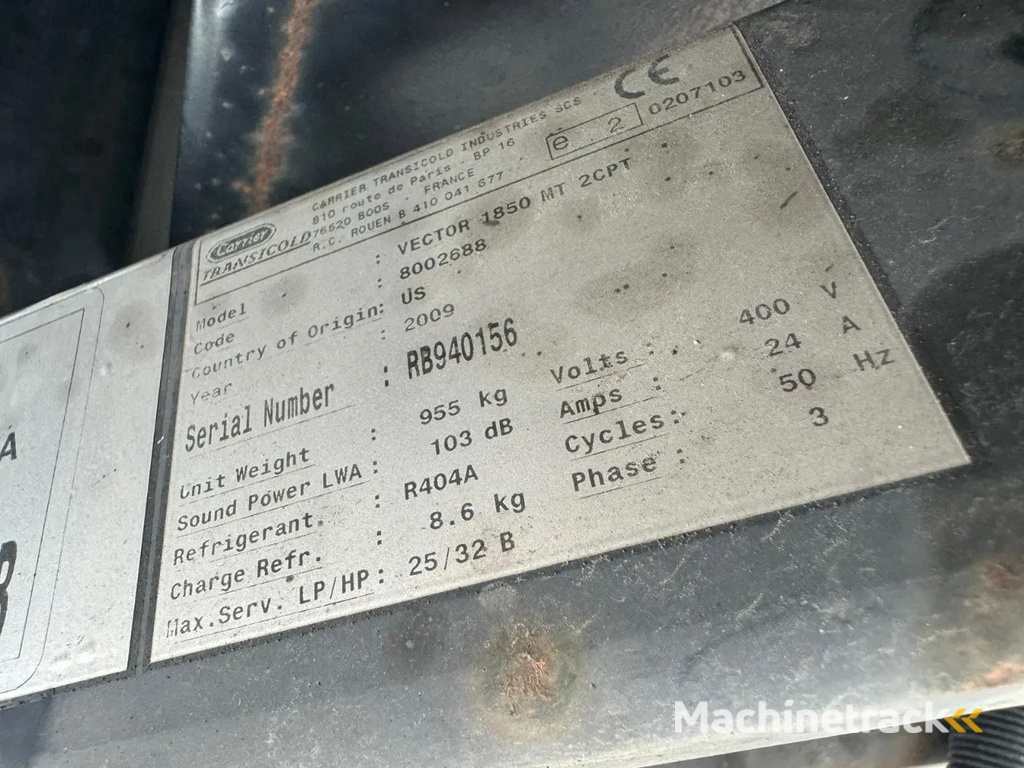 Carrier
TRANSICOLD
CARRIER TRANSICOLD INDUSTRIES SCS
810 route de Paris . BP 16
76520 BOOS . FRANCE
R.C. ROUEN B 410 041 677
CE
e 2 0207103
Model : VECTOR 1850 MT 2CPT
Code : 8002688
Country of Origin: US
Year : 2009
Serial Number : RB940156
Unit Weight : 955 kg
Sound Power LWA : 103 dB
Refrigerant. : R404A
Charge Refr. : 8.6 kg
Max.Serv. LP/HP: 25/32 B
Volts : 400 V
Amps : 24 A
Cycles: 50 Hz
Phase : 3
A
Machinetrack